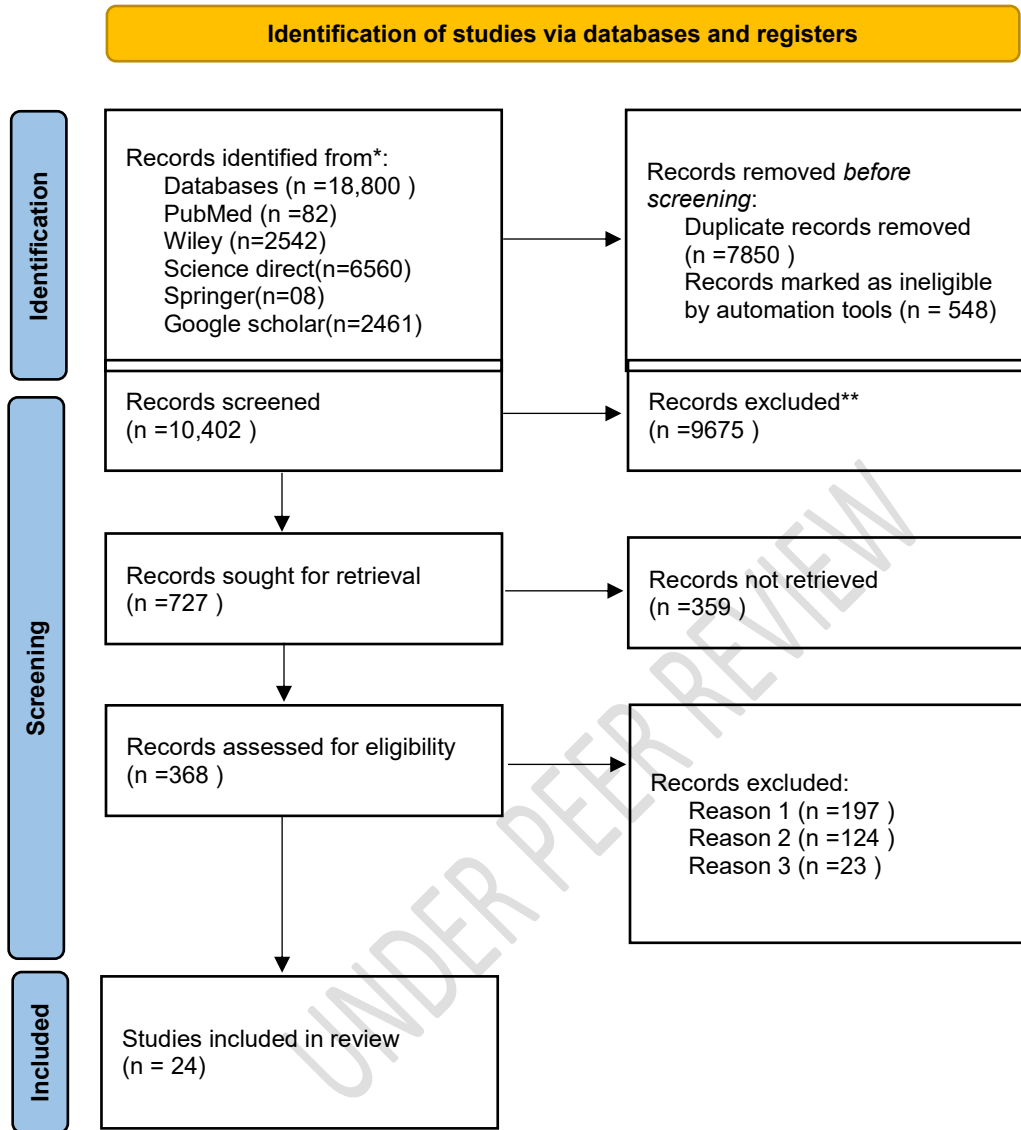 Identification of studies via databases and registers
Identification
Records identified from*:
Databases (n =18,800 )
PubMed (n =82)
Wiley (n=2542)
Science direct(n=6560)
Springer(n=08)
Google scholar(n=2461)
Records removed before
screening:
Duplicate records removed
(n =7850 )
Records marked as ineligible
by automation tools (n = 548)
Screening
Records screened
(n =10,402 )
Records excluded**
(n =9675 )
Records sought for retrieval
(n =727 )
Records not retrieved
(n =359 )
Records assessed for eligibility
(n =368 )
Records excluded:
Reason 1 (n =197 )
Reason 2 (n =124 )
Reason 3 (n =23 )
Included
Studies included in review
(n = 24)
UNDER PEER REVIEW